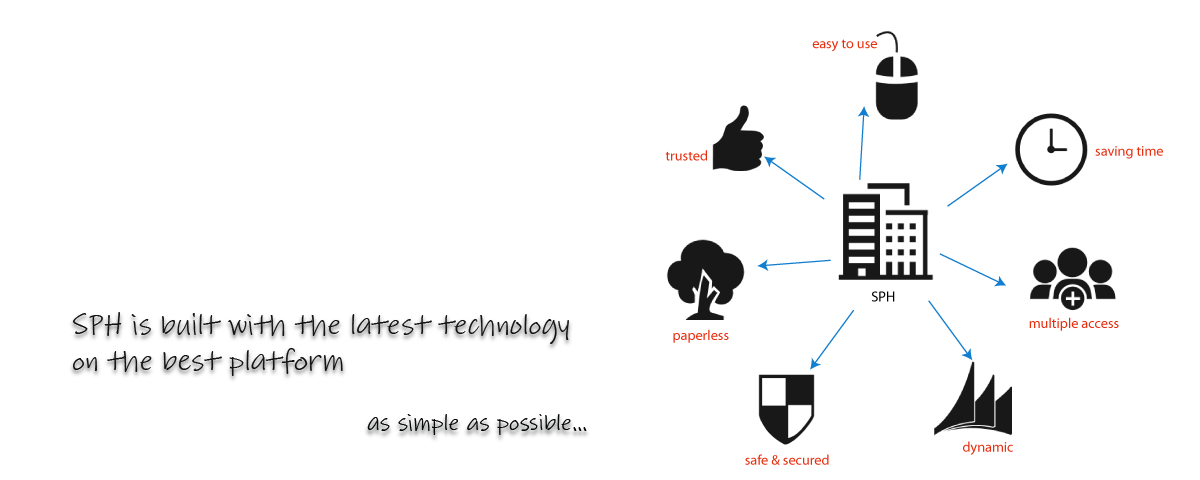 SPH is built with the latest technology
on the best platform
as simple as possible...
easy to use
trusted
saving time
SPH
paperless
multiple access
safe & secured
dynamic